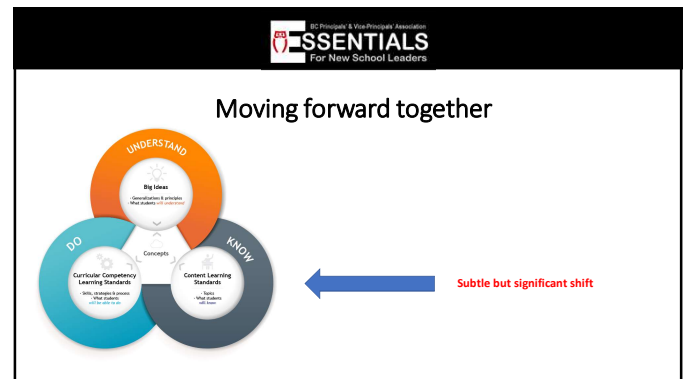 BC Principals' & Vice-Principals' Association
ESSENTIALS
For New School Leaders
Moving forward together
UNDERSTAND
Big Ideas
- Generalizations & principles
- What students will understand
DO
KNOW
Concepts
Curricular Competency
Learning Standards
- Skills, strategies & process
- What students
will be able to do
Content Learning
Standards
- Topics
- What students
will know
Subtle but significant shift